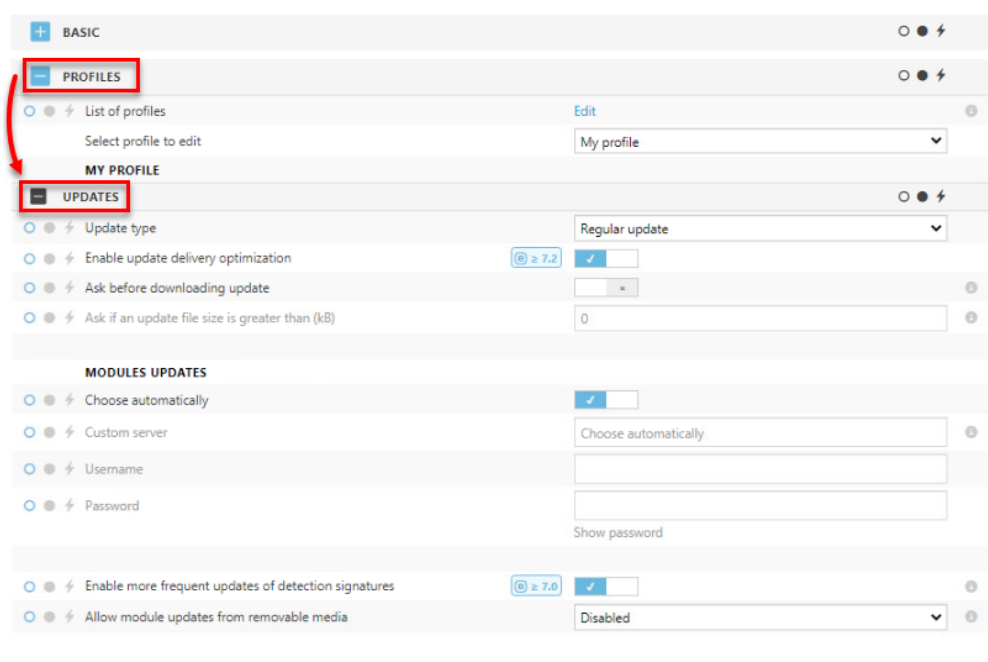 BASIC
PROFILES
List of profiles Edit
Select profile to edit My profile
MY PROFILE
UPDATES
Update type Regular update
Enable update delivery optimization ≥ 7.2
Ask before downloading update
Ask if an update file size is greater than (kB) 0
MODULES UPDATES
Choose automatically
Custom server Choose automatically
Username
Password
Show password
Enable more frequent updates of detection signatures ≥ 7.0
Allow module updates from removable media Disabled